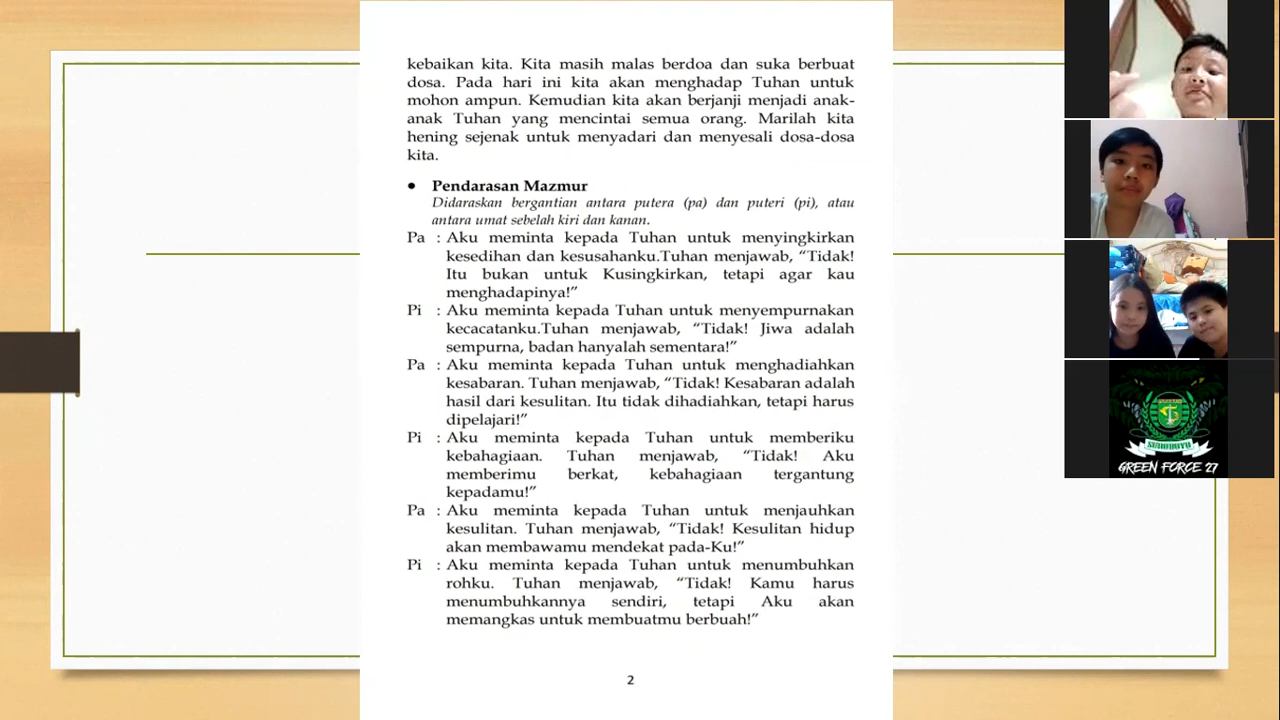 kebaikan kita. Kita masih malas berdoa dan suka berbuat
dosa. Pada hari ini kita akan menghadap Tuhan untuk
mohon ampun. Kemudian kita akan berjanji menjadi anak-
anak Tuhan yang mencintai semua orang. Marilah kita
hening sejenak untuk menyadari dan menyesali dosa-dosa
kita.
• Pendarasan Mazmur
Didaraskan bergantian antara putera (pa) dan puteri (pi), atau
antara umat sebelah kiri dan kanan.
Pa : Aku meminta kepada Tuhan untuk menyingkirkan
kesedihan dan kesusahanku.Tuhan menjawab, “Tidak!
Itu bukan untuk Kusingkirkan, tetapi agar kau
menghadapinya!”
Pi : Aku meminta kepada Tuhan untuk menyempurnakan
kecacatanku.Tuhan menjawab, “Tidak! Jiwa adalah
sempurna, badan hanyalah sementara!”
Pa : Aku meminta kepada Tuhan untuk menghadiahkan
kesabaran. Tuhan menjawab, “Tidak! Kesabaran adalah
hasil dari kesulitan. Itu tidak dihadiahkan, tetapi harus
dipelajari!”
Pi : Aku meminta kepada Tuhan untuk memberiku
kebahagiaan. Tuhan menjawab, “Tidak! Aku
memberimu berkat, kebahagiaan tergantung
kepadamu!”
Pa : Aku meminta kepada Tuhan untuk menjauhkan
kesulitan. Tuhan menjawab, “Tidak! Kesulitan hidup
akan membawamu mendekat pada-Ku!”
Pi : Aku meminta kepada Tuhan untuk menumbuhkan
rohku. Tuhan menjawab, “Tidak! Kamu harus
menumbuhkannya sendiri, tetapi Aku akan
memangkas untuk membuatmu berbuah!”
2
GREEN FORCE 27